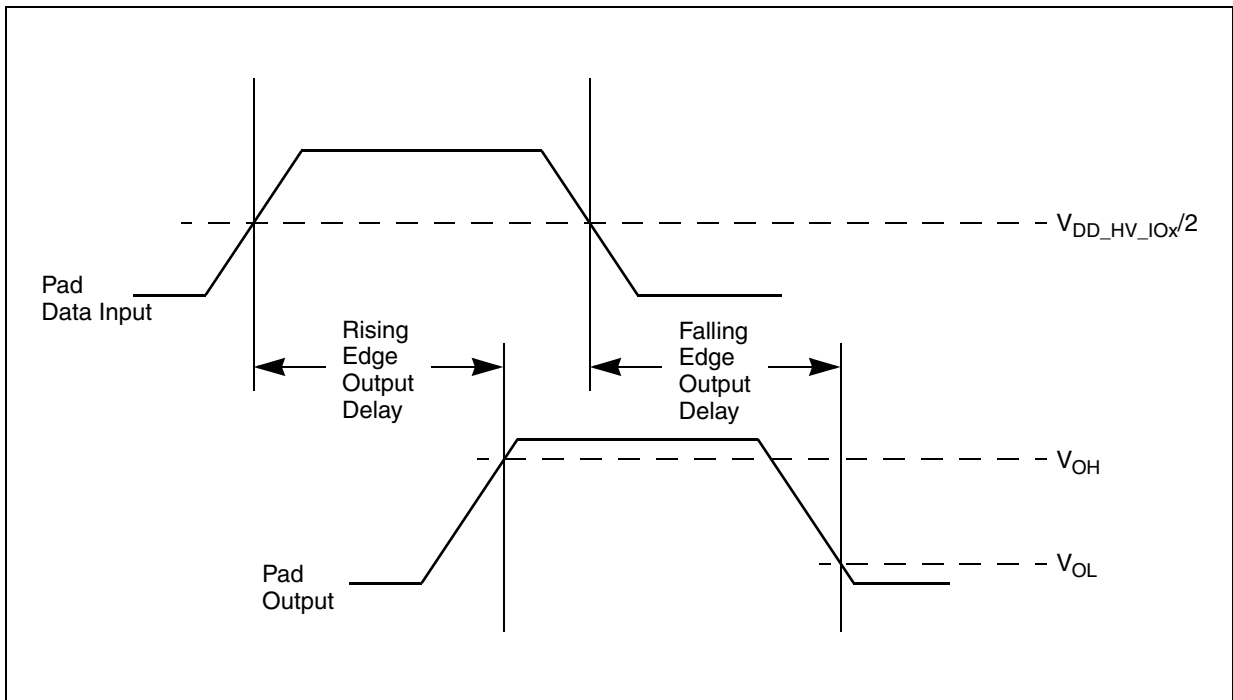 V_DD_HV_IOx/2
Pad
Data Input
Rising
Edge
Output
Delay
Falling
Edge
Output
Delay
V_OH
V_OL
Pad
Output